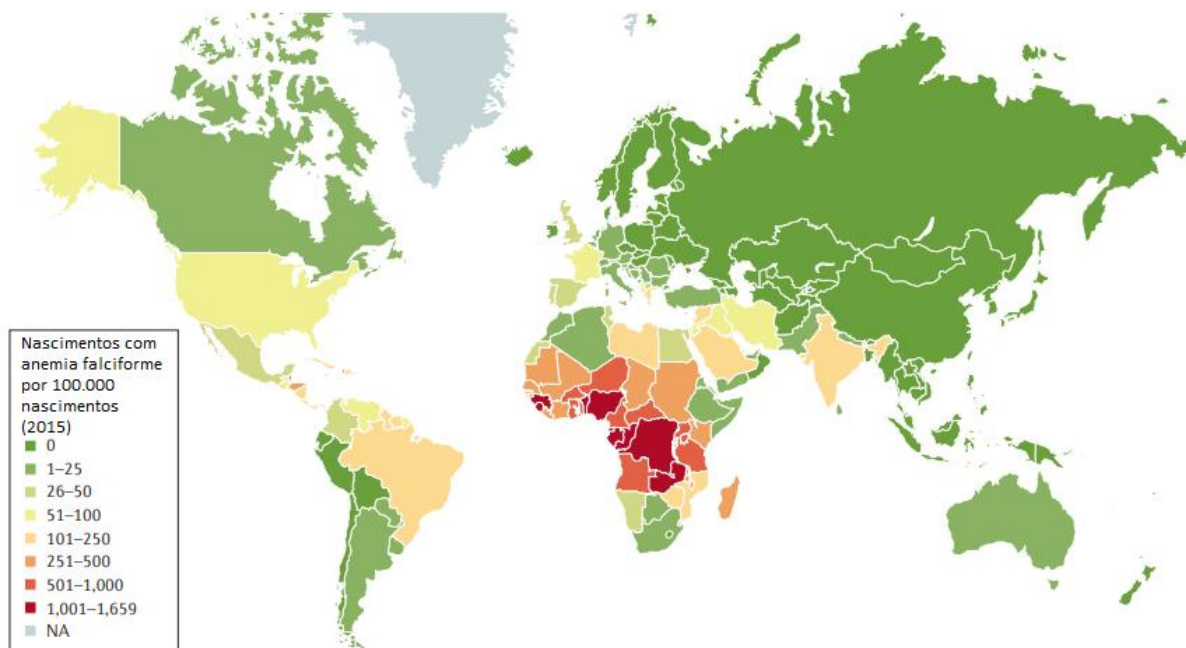 Nascimentos com
anemia falciforme
por 100.000
nascimentos
(2015)
0
1–25
26–50
51–100
101–250
251–500
501–1,000
1,001–1,659
NA